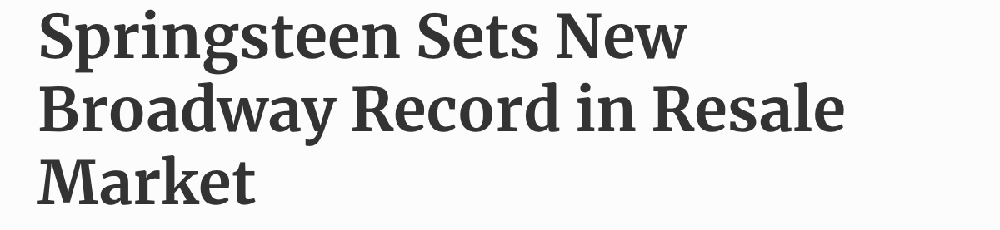 Springsteen Sets New
Broadway Record in Resale
Market